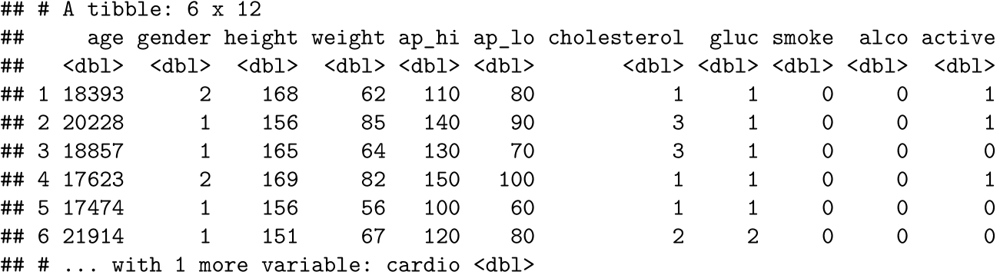 ## # A tibble: 6 x 12
##     age gender height weight ap_hi ap_lo cholesterol  gluc smoke  alco active
##   <dbl>  <dbl>  <dbl>  <dbl> <dbl> <dbl>       <dbl> <dbl> <dbl> <dbl>  <dbl>
## 1 18393      2    168     62   110    80           1     1     0     0      1
## 2 20228      1    156     85   140    90           3     1     0     0      1
## 3 18857      1    165     64   130    70           3     1     0     0      0
## 4 17623      2    169     82   150   100           1     1     0     0      1
## 5 17474      1    156     56   100    60           1     1     0     0      0
## 6 21914      1    151     67   120    80           2     2     0     0      0
## # ... with 1 more variable: cardio <dbl>